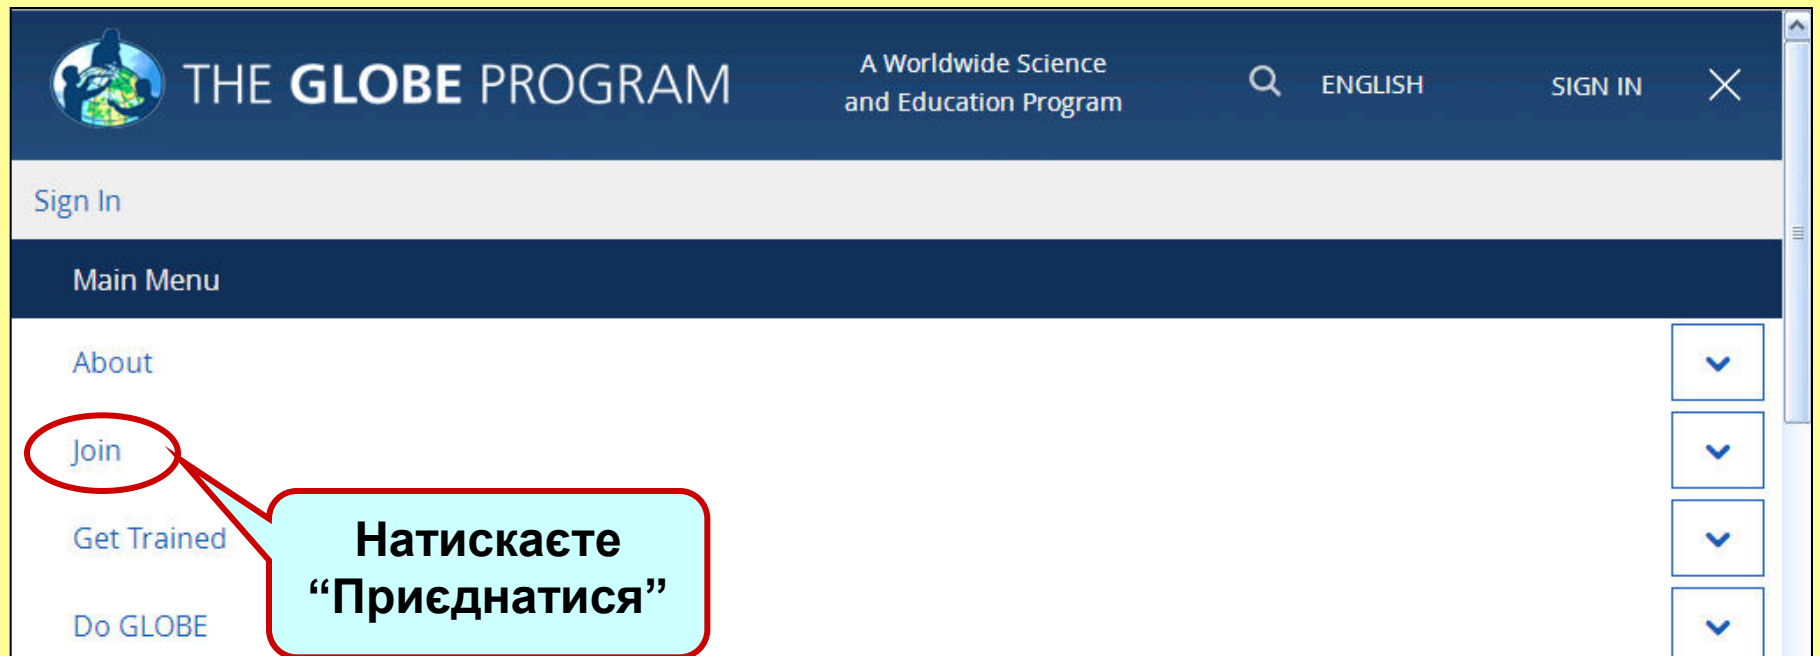 THE GLOBE PROGRAM
A Worldwide Science
and Education Program
ENGLISH
SIGN IN
Sign In
Main Menu
About
Join
Get Trained
Do GLOBE
Натискаєте
“Приєднатися”